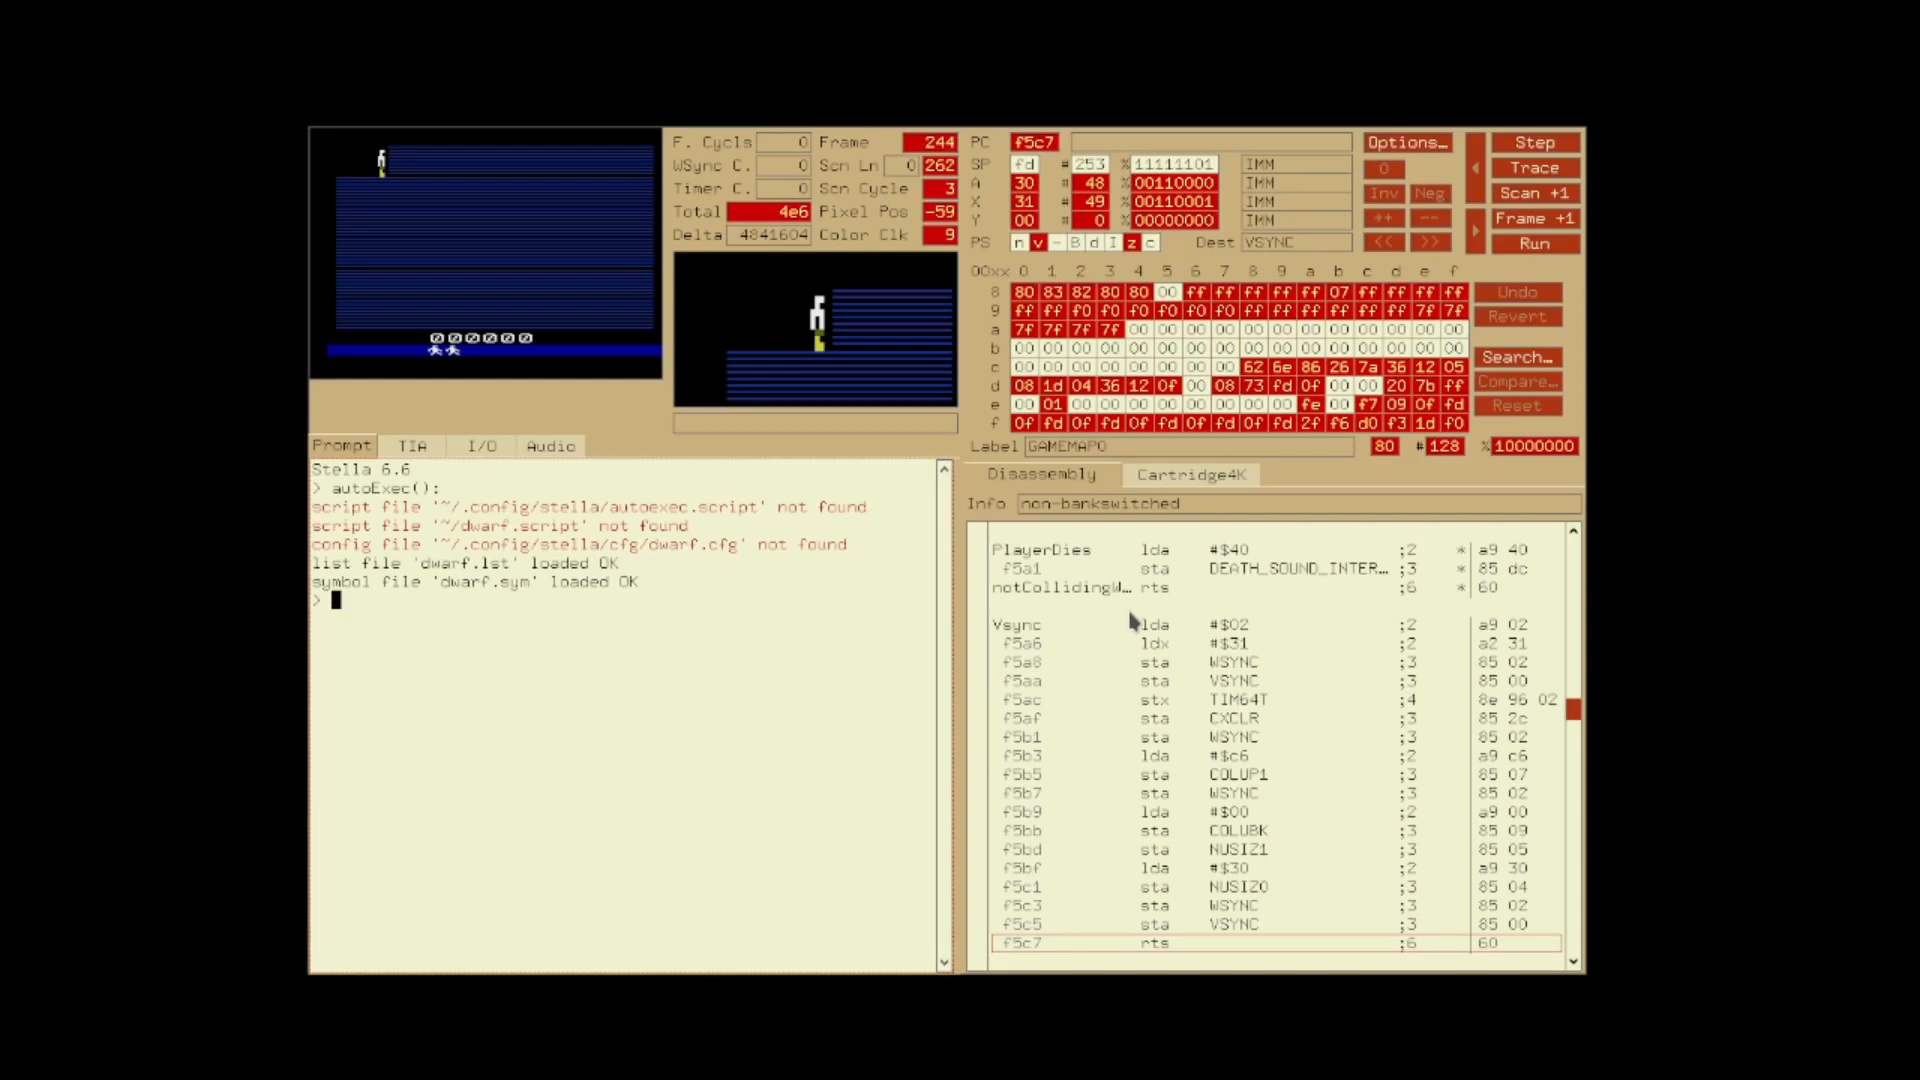 000000
F. Cycls 0 Frame 244
WSync C. 0 Scn Ln 0 262
Timer C. 0 Scn Cycle 3
Total 4e6 Pixel Pos -59
Delta 4841604 Color Clk 9
PC f5c7
SP fd #253 %11111101 IMM
A 30 # 48 %00110000 IMM
X 31 # 49 %00110001 IMM
Y 00 # 0 %00000000 IMM
PS n v - B d I z c Dest VSYNC
Options…
0
Inv Neg
++ --
<< >>
Step
Trace
Scan +1
Frame +1
Run
00xx 0 1 2 3 4 5 6 7 8 9 a b c d e f
8 80 83 82 80 80 00 ff ff ff ff ff 07 ff ff ff ff
9 ff ff f0 f0 f0 f0 f0 f0 ff ff ff ff ff ff 7f 7f
a 7f 7f 7f 7f 00 00 00 00 00 00 00 00 00 00 00 00
b 00 00 00 00 00 00 00 00 00 00 00 00 00 00 00 00
c 00 00 00 00 00 00 00 00 62 6e 86 26 7a 36 12 05
d 08 1d 04 36 12 0f 00 08 73 fd 0f 00 00 20 7b ff
e 00 01 00 00 00 00 00 00 00 00 fe 00 f7 09 0f fd
f 0f fd 0f fd 0f fd 0f fd 0f fd 2f f6 d0 f3 1d f0
Undo
Revert
Search…
Compare…
Reset
Label GAMEMAP0 80 #128 %10000000
Prompt TIA I/O Audio
Stella 6.6
> autoExec():
script file '~/.config/stella/autoexec.script' not found
script file '~/dwarf.script' not found
config file '~/.config/stella/cfg/dwarf.cfg' not found
list file 'dwarf.lst' loaded OK
symbol file 'dwarf.sym' loaded OK
>
Disassembly Cartridge4K
Info non-bankswitched
PlayerDies lda #$40 ;2 * a9 40
f5a1 sta DEATH_SOUND_INTER… ;3 * 85 dc
notCollidingW… rts ;6 * 60
Vsync lda #$02 ;2 a9 02
f5a6 ldx #$31 ;2 a2 31
f5a8 sta WSYNC ;3 85 02
f5aa sta VSYNC ;3 85 00
f5ac stx TIM64T ;4 8e 96 02
f5af sta CXCLR ;3 85 2c
f5b1 sta WSYNC ;3 85 02
f5b3 lda #$c6 ;2 a9 c6
f5b5 sta COLUP1 ;3 85 07
f5b7 sta WSYNC ;3 85 02
f5b9 lda #$00 ;2 a9 00
f5bb sta COLUBK ;3 85 09
f5bd sta NUSIZ1 ;3 85 05
f5bf lda #$30 ;2 a9 30
f5c1 sta NUSIZ0 ;3 85 04
f5c3 sta WSYNC ;3 85 02
f5c5 sta VSYNC ;3 85 00
f5c7 rts ;6 60